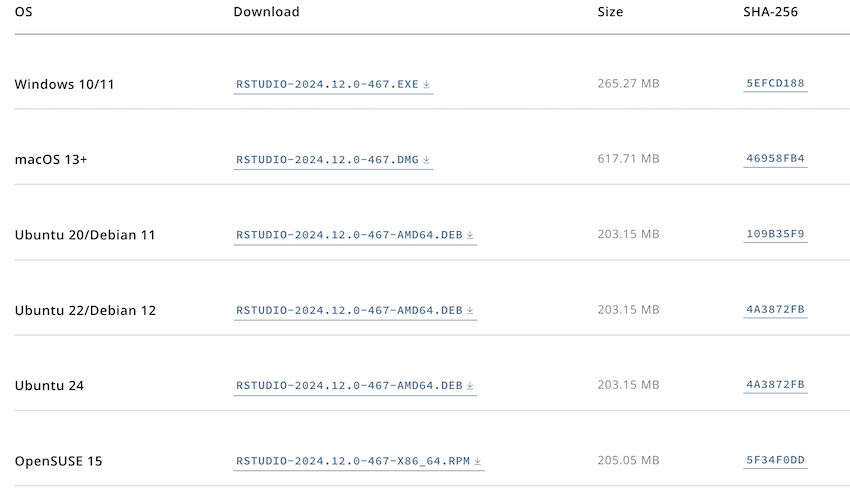 OS Download Size SHA-256
Windows 10/11 RSTUDIO-2024.12.0-467.EXE 265.27 MB 5EFCD188
macOS 13+ RSTUDIO-2024.12.0-467.DMG 617.71 MB 46958FB4
Ubuntu 20/Debian 11 RSTUDIO-2024.12.0-467-AMD64.DEB 203.15 MB 109B35F9
Ubuntu 22/Debian 12 RSTUDIO-2024.12.0-467-AMD64.DEB 203.15 MB 4A3872FB
Ubuntu 24 RSTUDIO-2024.12.0-467-AMD64.DEB 203.15 MB 4A3872FB
OpenSUSE 15 RSTUDIO-2024.12.0-467-X86_64.RPM 205.05 MB 5F34F0DD